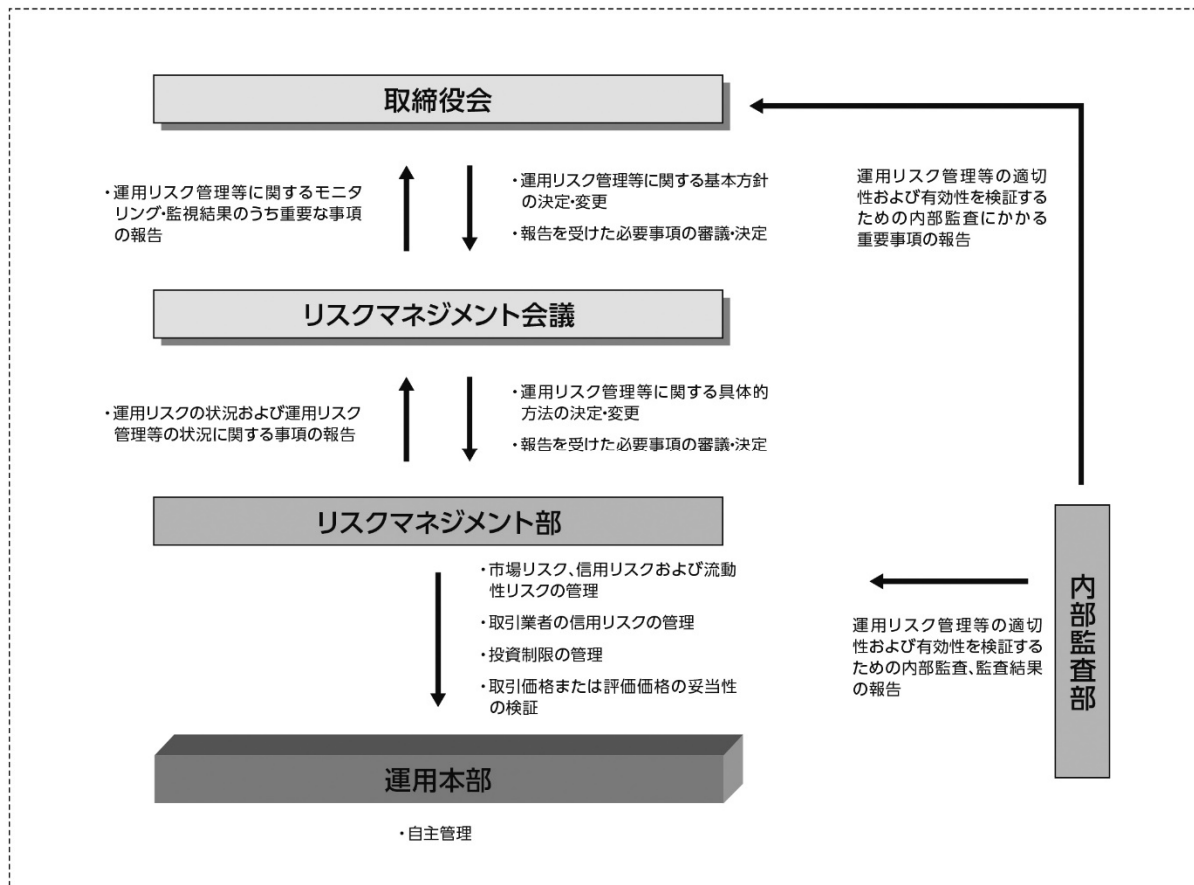 取締役会
・運用リスク管理等に関するモニタ
リング・監視結果のうち重要な事項
の報告
・運用リスク管理等に関する基本方針
の決定・変更
・報告を受けた必要事項の審議・決定
運用リスク管理等の適切
性および有効性を検証する
ための内部監査にかかる
重要事項の報告
リスクマネジメント会議
・運用リスクの状況および運用リスク
管理等の状況に関する事項の報告
・運用リスク管理等に関する具体的
方法の決定・変更
・報告を受けた必要事項の審議・決定
リスクマネジメント部
・市場リスク、信用リスクおよび流動
性リスクの管理
・取引業者の信用リスクの管理
・投資制限の管理
・取引価格または評価価格の妥当性
の検証
運用リスク管理等の適切
性および有効性を検証する
ための内部監査、監査結果
の報告
内部監査部
運用本部
・自主管理